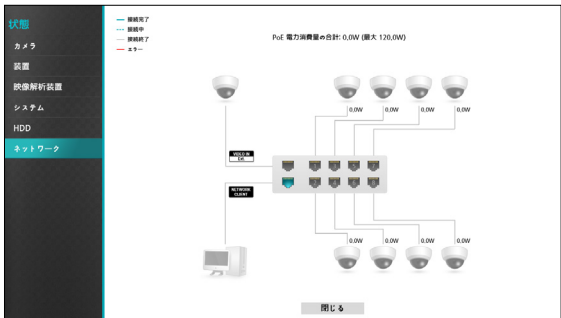 状態
カメラ
装置
映像解析装置
システム
HDD
ネットワーク
接続完了
接続中
接続終了
エラー
PoE 電力消費量の合計: 0.0W (最大 120.0W)
0.0W 0.0W 0.0W 0.0W
VIDEO IN
Ext.
NETWORK
CLIENT
0.0W 0.0W 0.0W 0.0W
閉じる